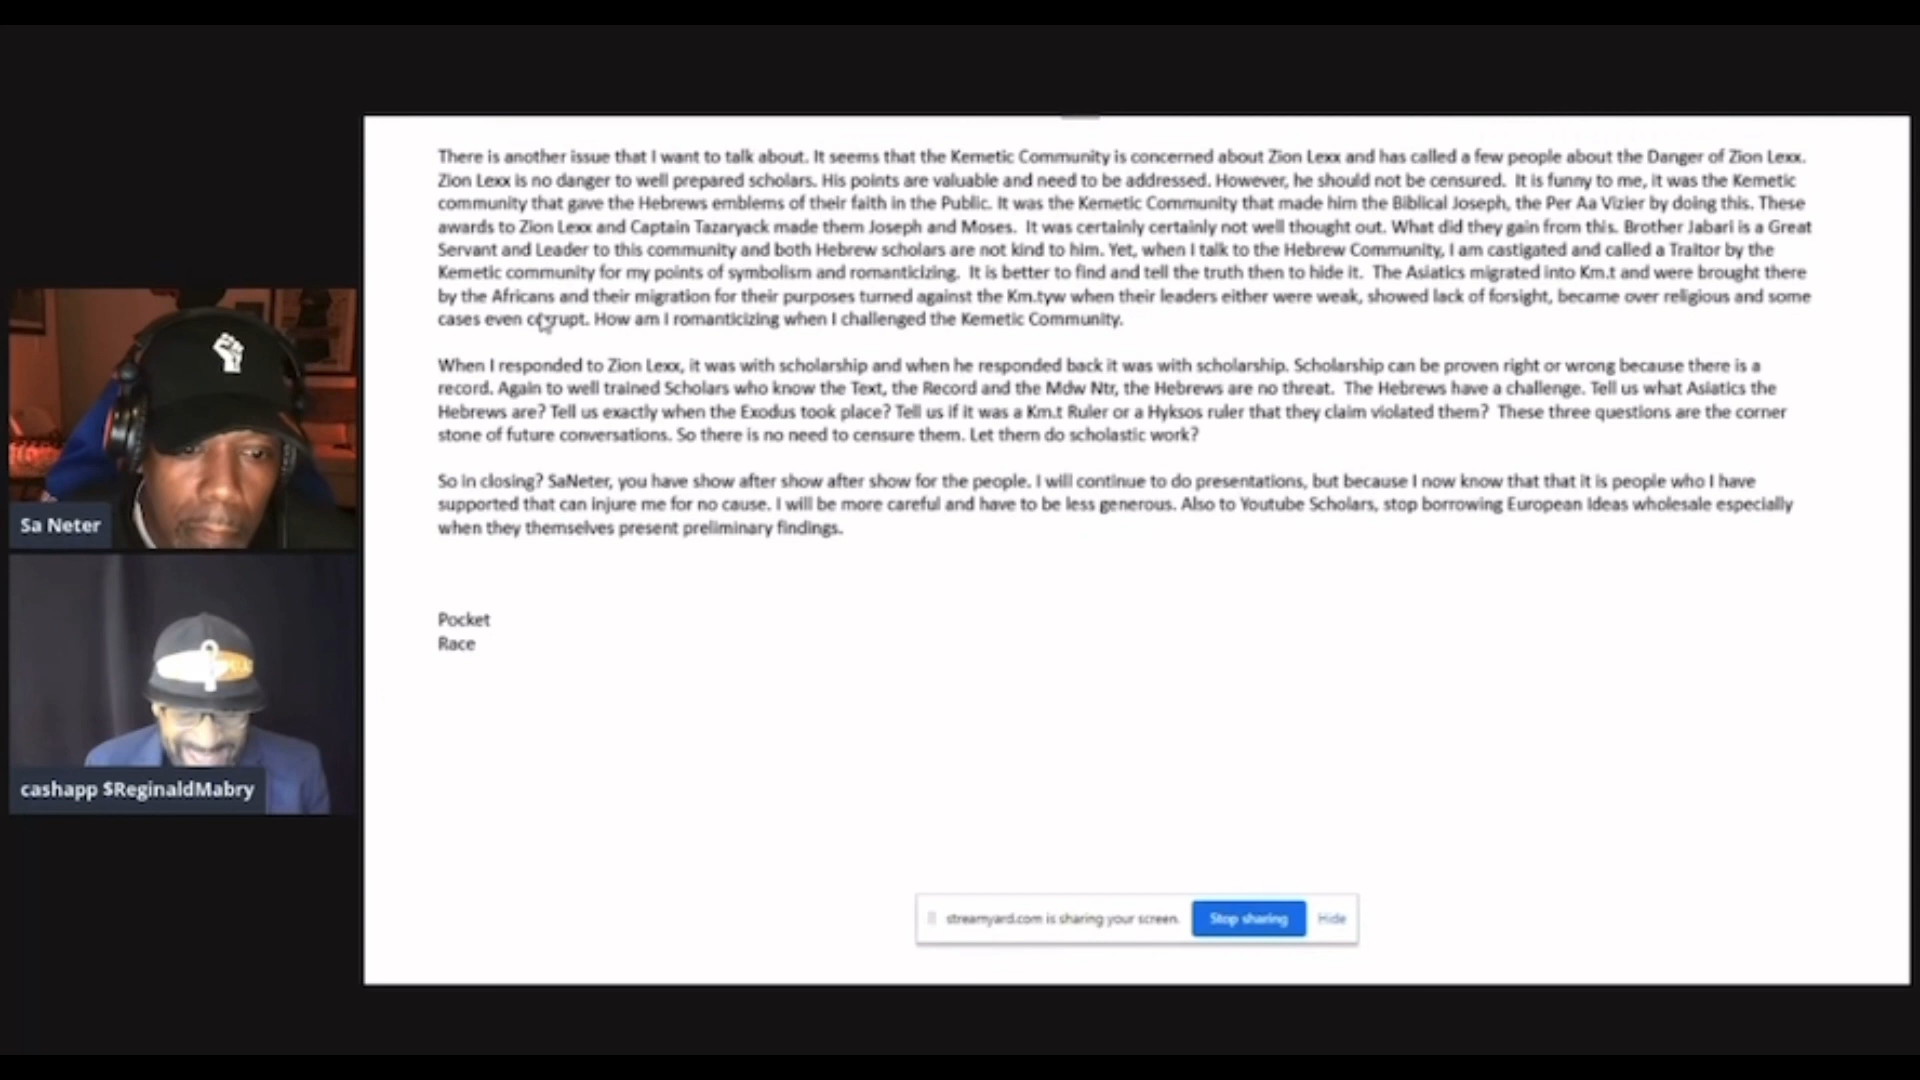 There is another issue that I want to talk about. It seems that the Kemetic Community is concerned about Zion Lexx and has called a few people about the Danger of Zion Lexx.
Zion Lexx is no danger to well prepared scholars. His points are valuable and need to be addressed. However, he should not be censured. It is funny to me, it was the Kemetic
community that gave the Hebrews emblems of their faith in the Public. It was the Kemetic Community that made him the Biblical Joseph, the Per Aa Vizier by doing this. These
awards to Zion Lexx and Captain Tazaryack made them Joseph and Moses. It was certainly certainly not well thought out. What did they gain from this. Brother Jabari is a Great
Servant and Leader to this community and both Hebrew scholars are not kind to him. Yet, when I talk to the Hebrew Community, I am castigated and called a Traitor by the
Kemetic community for my points of symbolism and romanticizing. It is better to find and tell the truth then to hide it. The Asiatics migrated into Km.t and were brought there
by the Africans and their migration for their purposes turned against the Km.tyw when their leaders either were weak, showed lack of forsight, became over religious and some
cases even corrupt. How am I romanticizing when I challenged the Kemetic Community.
When I responded to Zion Lexx, it was with scholarship and when he responded back it was with scholarship. Scholarship can be proven right or wrong because there is a
record. Again to well trained Scholars who know the Text, the Record and the Mdw Ntr, the Hebrews are no threat. The Hebrews have a challenge. Tell us what Asiatics the
Hebrews are? Tell us exactly when the Exodus took place? Tell us if it was a Km.t Ruler or a Hyksos ruler that they claim violated them? These three questions are the corner
stone of future conversations. So there is no need to censure them. Let them do scholastic work?
So in closing? SaNeter, you have show after show after show for the people. I will continue to do presentations, but because I now know that that it is people who I have
supported that can injure me for no cause. I will be more careful and have to be less generous. Also to Youtube Scholars, stop borrowing European Ideas wholesale especially
when they themselves present preliminary findings.
Pocket
Race
Sa Neter
cashapp $ReginaldMabry
streamyard.com is sharing your screen.
Stop sharing
Hide